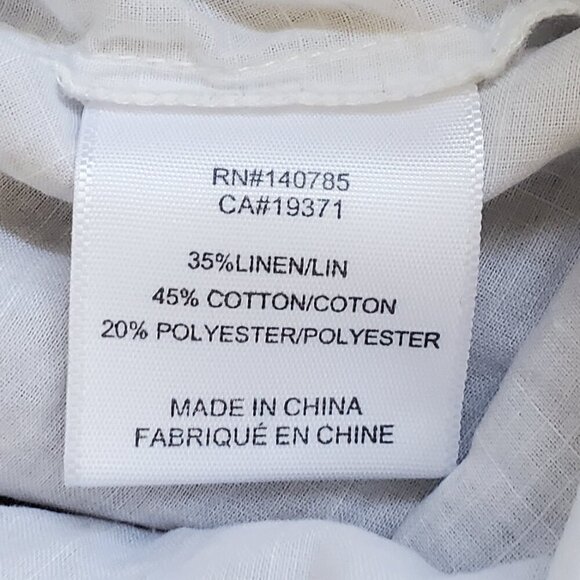 RN#140785
CA#19371
35%LINEN/LIN
45% COTTON/COTON
20% POLYESTER/POLYESTER
MADE IN CHINA
FABRIQUÉ EN CHINE